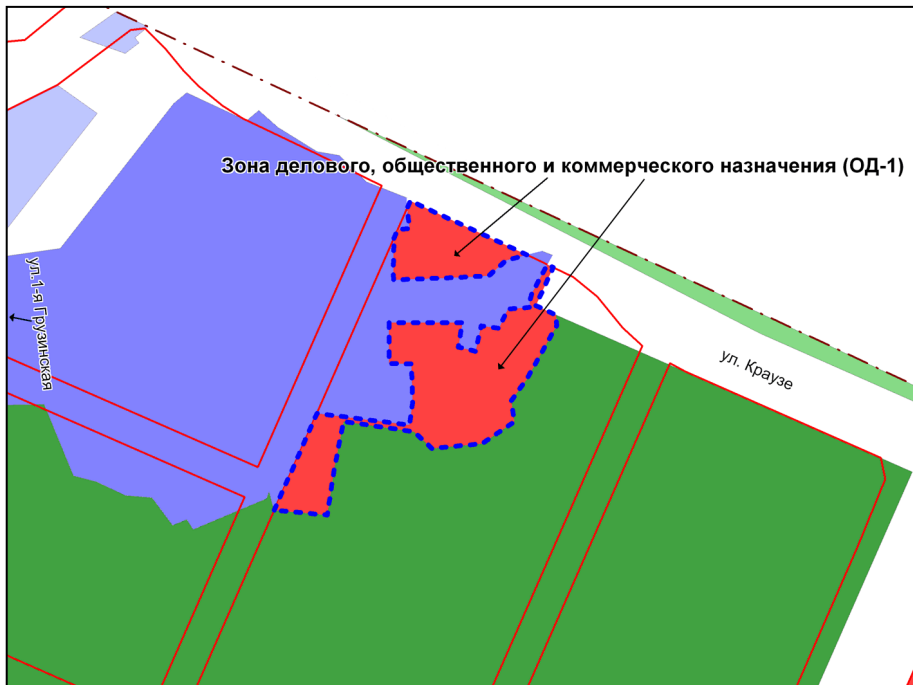 Зона делового, общественного и коммерческого назначения (ОД-1)
ул.1-я Грузинская
ул. Краузе